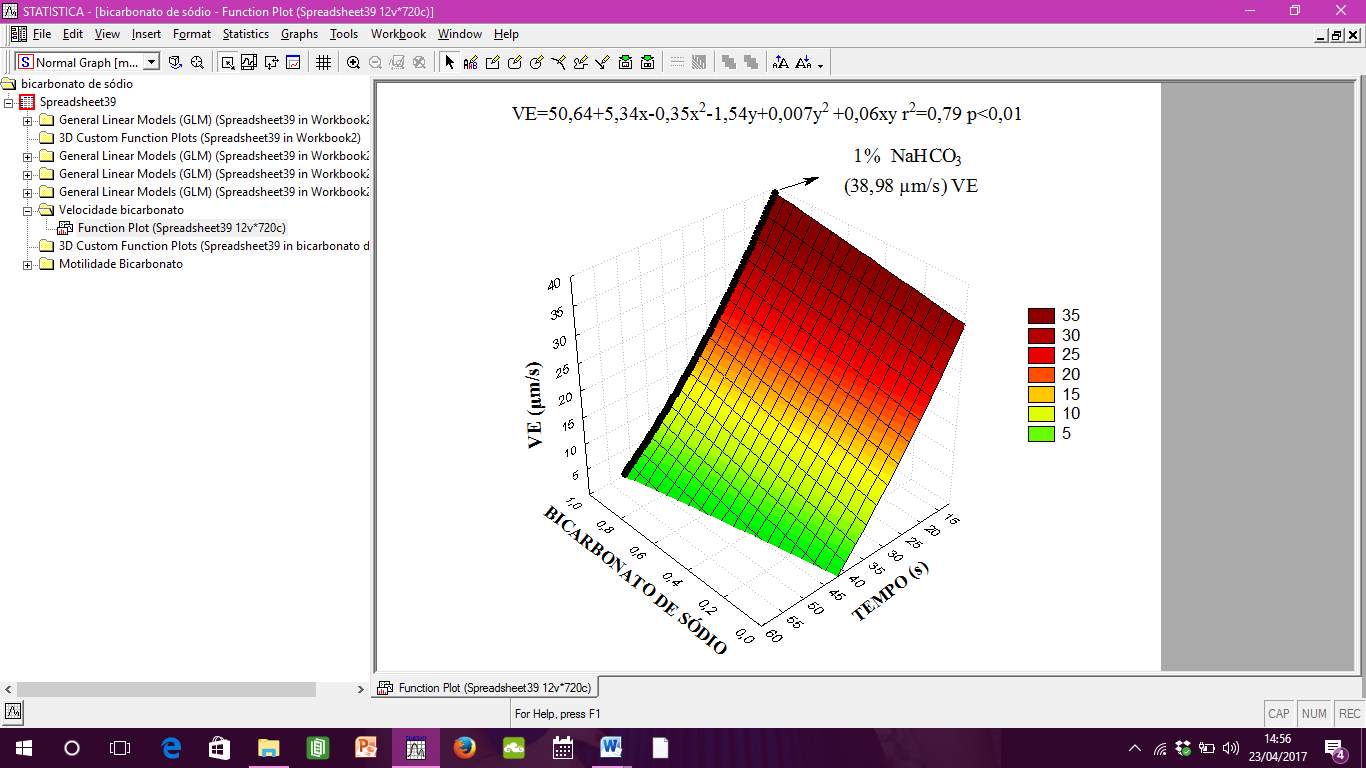 STATISTICA - [bicarbonato de sódio - Function Plot (Spreadsheet39 12v*720c)]
File Edit View Insert Format Statistics Graphs Tools Workbook Window Help
Normal Graph [m...
bicarbonato de sódio
Spreadsheet39
General Linear Models (GLM) (Spreadsheet39 in Workbook2
3D Custom Function Plots (Spreadsheet39 in Workbook2)
General Linear Models (GLM) (Spreadsheet39 in Workbook2
General Linear Models (GLM) (Spreadsheet39 in Workbook2
General Linear Models (GLM) (Spreadsheet39 in Workbook2
Velocidade bicarbonato
Function Plot (Spreadsheet39 12v*720c)
3D Custom Function Plots (Spreadsheet39 in bicarbonato d
Motilidade Bicarbonato
VE=50,64+5,34x-0,35x²-1,54y+0,007y² +0,06xy r²=0,79 p<0,01
1% NaHCO₃
(38,98 µm/s) VE
40
35
30
25
20
15
10
5
VE (µm/s)
1,0
0,8
0,6
0,4
0,2
0,0
BICARBONATO DE SÓDIO
15
20
25
30
35
40
45
50
55
60
TEMPO (s)
35
30
25
20
15
10
5
Function Plot (Spreadsheet39 12v*720c)
For Help, press F1
CAP NUM REC
14:56
23/04/2017
4